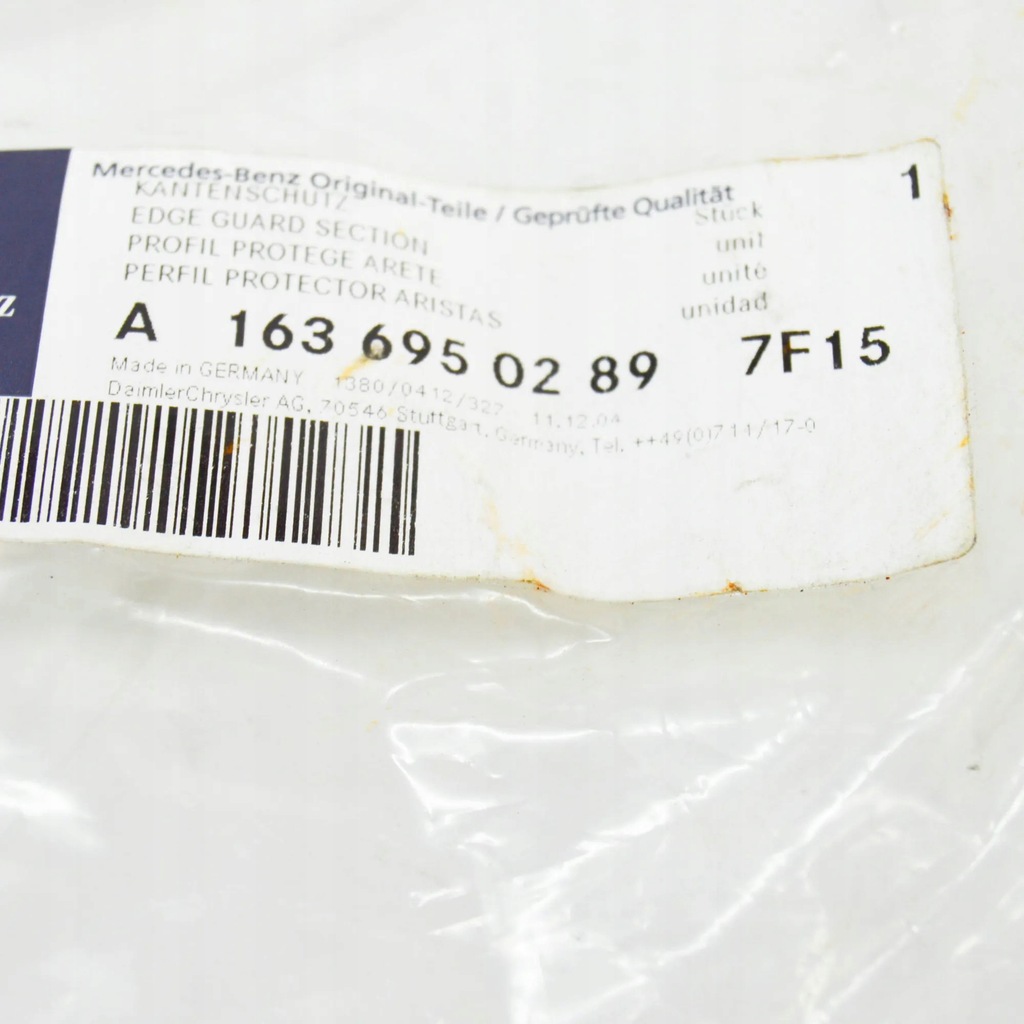 Mercedes-Benz Original-Teile / Geprüfte Qualität 1
KANTENSCHUTZ Stück
EDGE GUARD SECTION unit
PROFIL PROTEGE ARETE unité
PERFIL PROTECTOR ARISTAS unidad
A 163 695 02 89 7F15
Made in GERMANY 1380/0412/327 11.12.04
DaimlerChrysler AG, 70546 Stuttgart, Germany, Tel. ++49(0)711/17-0
z